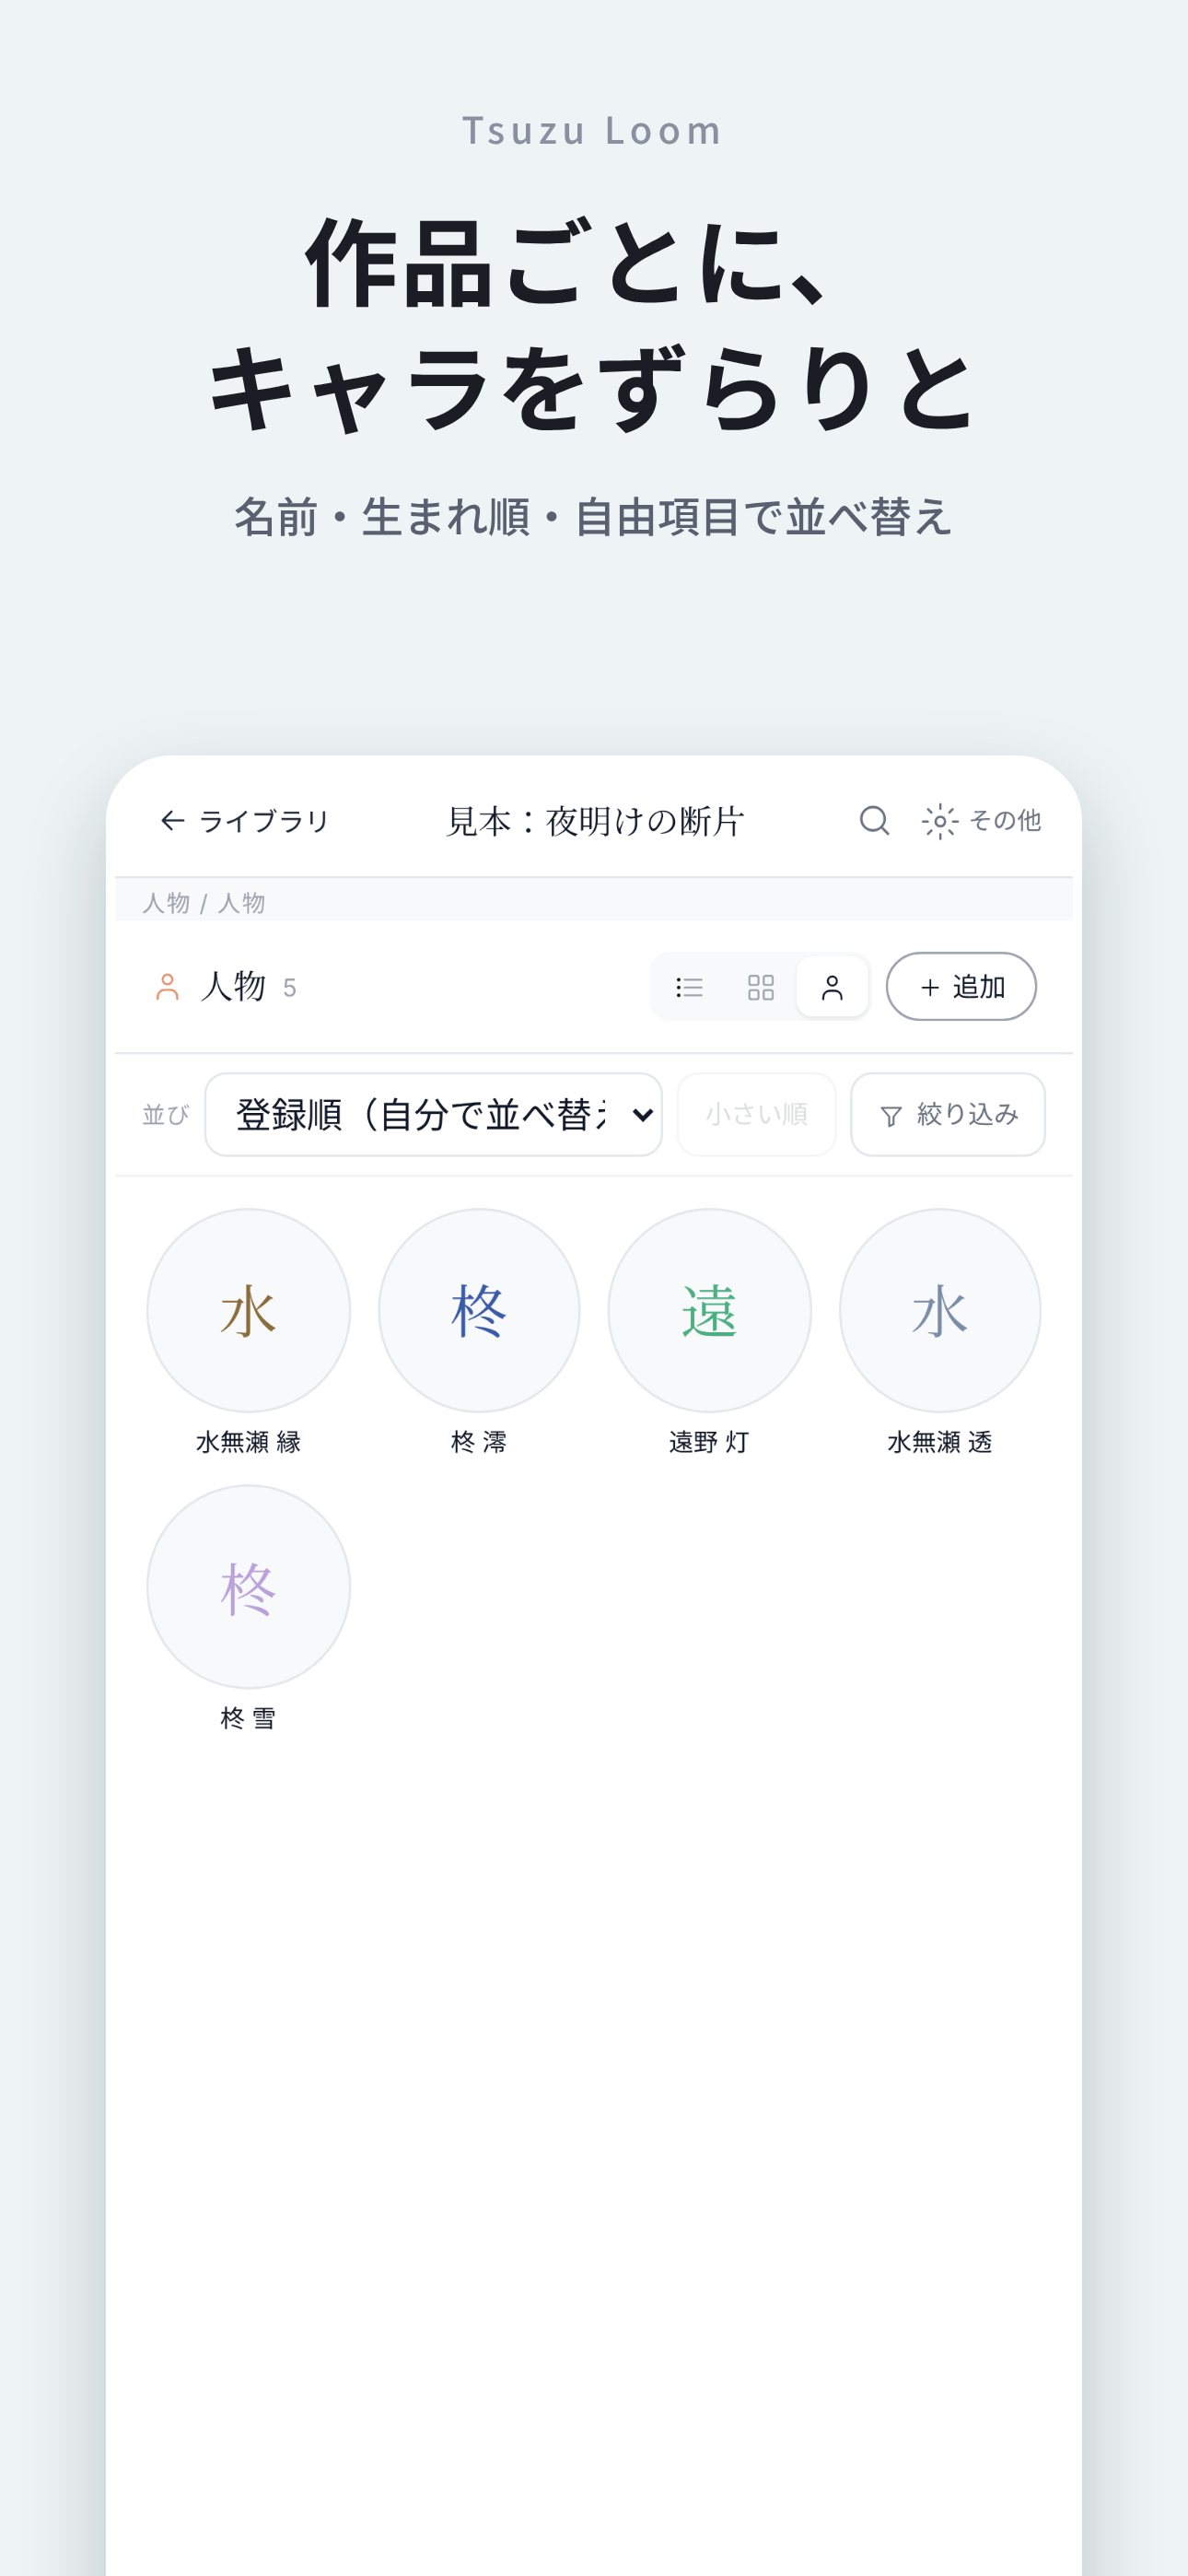 Tsuzu Loom
作品ごとに、
キャラをずらりと
名前・生まれ順・自由項目で並べ替え
ライブラリ 見本：夜明けの断片 その他
人物 / 人物
人物 5 追加
並び 登録順（自分で並べ替え 小さい順 絞り込み
水 柊 遠 水
水無瀬 縁 柊 澪 遠野 灯 水無瀬 透
柊
柊 雪